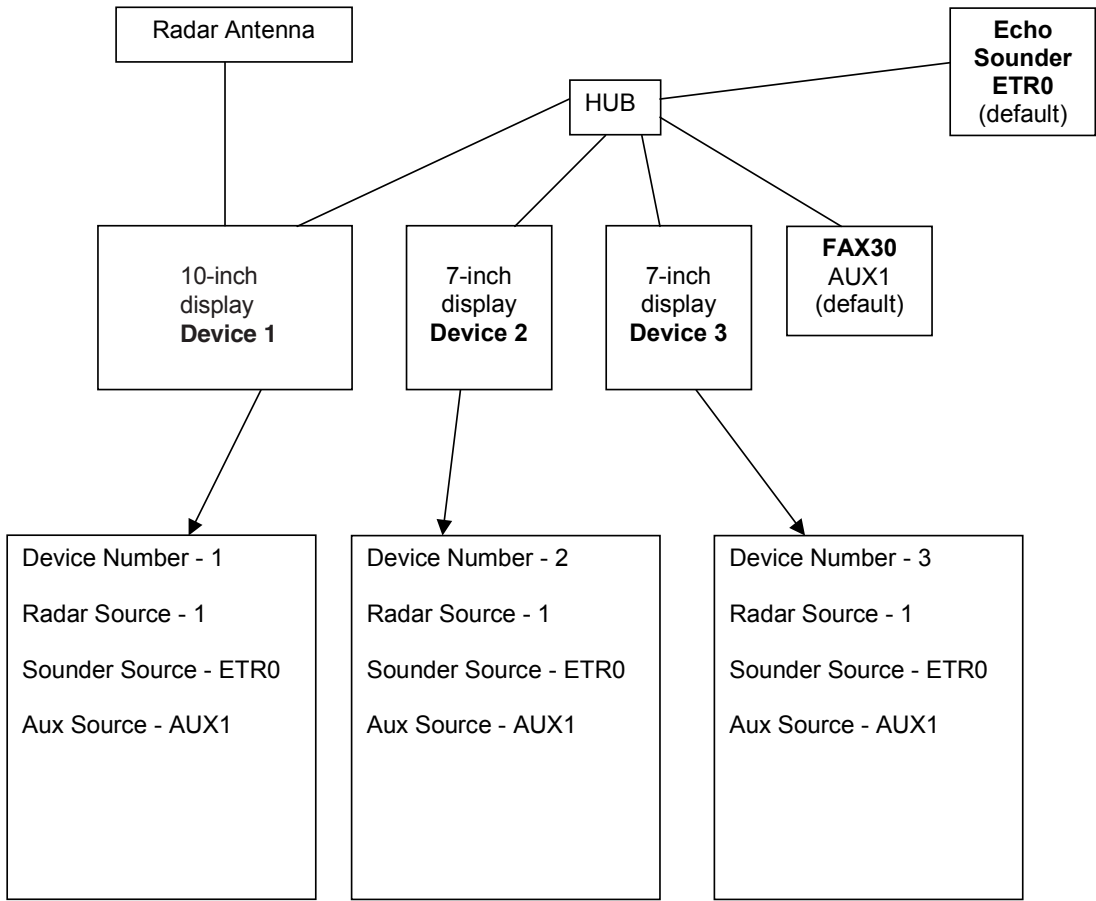 Radar Antenna
Echo
Sounder
ETR0
(default)
HUB
10-inch
display
Device 1
7-inch
display
Device 2
7-inch
display
Device 3
FAX30
AUX1
(default)
Device Number - 1
Radar Source - 1
Sounder Source - ETR0
Aux Source - AUX1
Device Number - 2
Radar Source - 1
Sounder Source - ETR0
Aux Source - AUX1
Device Number - 3
Radar Source - 1
Sounder Source - ETR0
Aux Source - AUX1